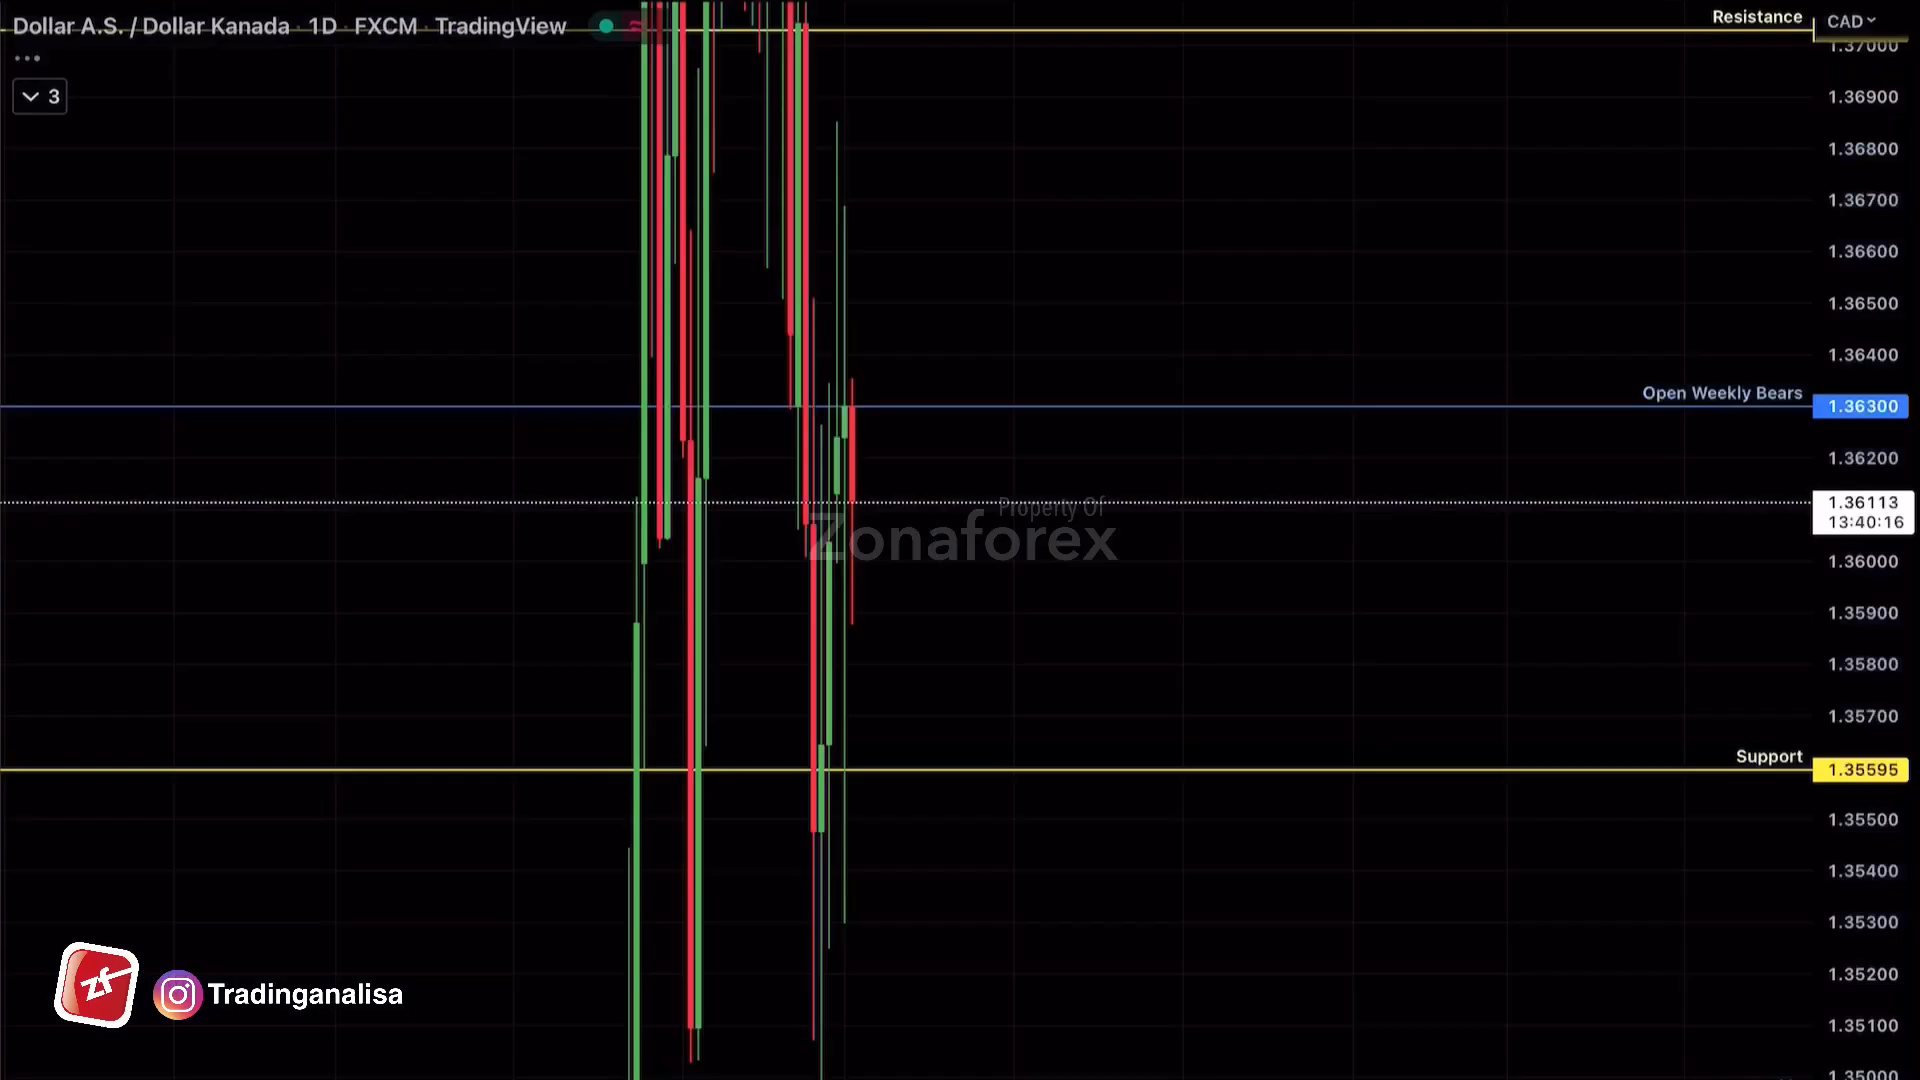 Dollar A.S. / Dollar Kanada · 1D · FXCM · TradingView
3
Resistance
CAD
1.37000
1.36900
1.36800
1.36700
1.36600
1.36500
1.36400
Open Weekly Bears
1.36300
1.36200
1.36113
13:40:16
Property Of
Zonaforex
1.36000
1.35900
1.35800
1.35700
Support
1.35595
1.35500
1.35400
1.35300
1.35200
1.35100
1.35000
zf
Tradinganalisa